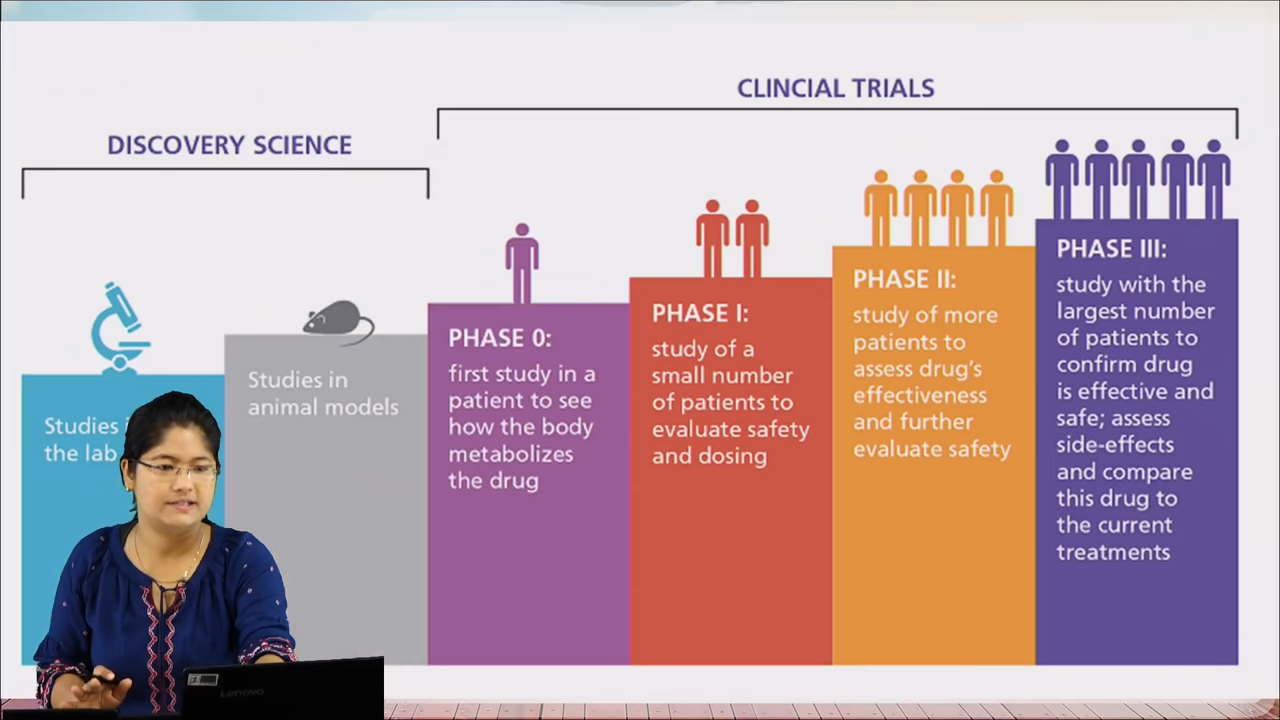 CLINCIAL TRIALS
DISCOVERY SCIENCE
Studies
the lab
Studies in
animal models
PHASE 0:
first study in a
patient to see
how the body
metabolizes
the drug
PHASE I:
study of a
small number
of patients to
evaluate safety
and dosing
PHASE II:
study of more
patients to
assess drug's
effectiveness
and further
evaluate safety
PHASE III:
study with the
largest number
of patients to
confirm drug
is effective and
safe; assess
side-effects
and compare
this drug to
the current
treatments
Lenovo